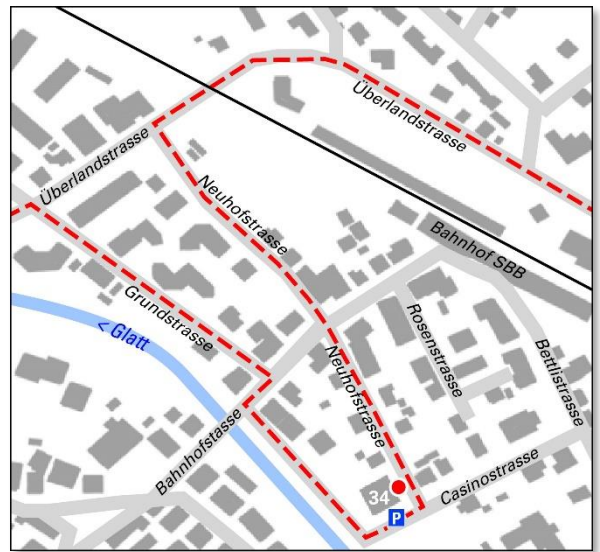 Überlandstrasse
Überlandstrasse
Neuhofstrasse
Bahnhof SBB
Grundstrasse
< Glatt
Rosenstrasse
Neuhofstrasse
Bettlistrasse
Bahnhofstasse
Casinostrasse
34
P